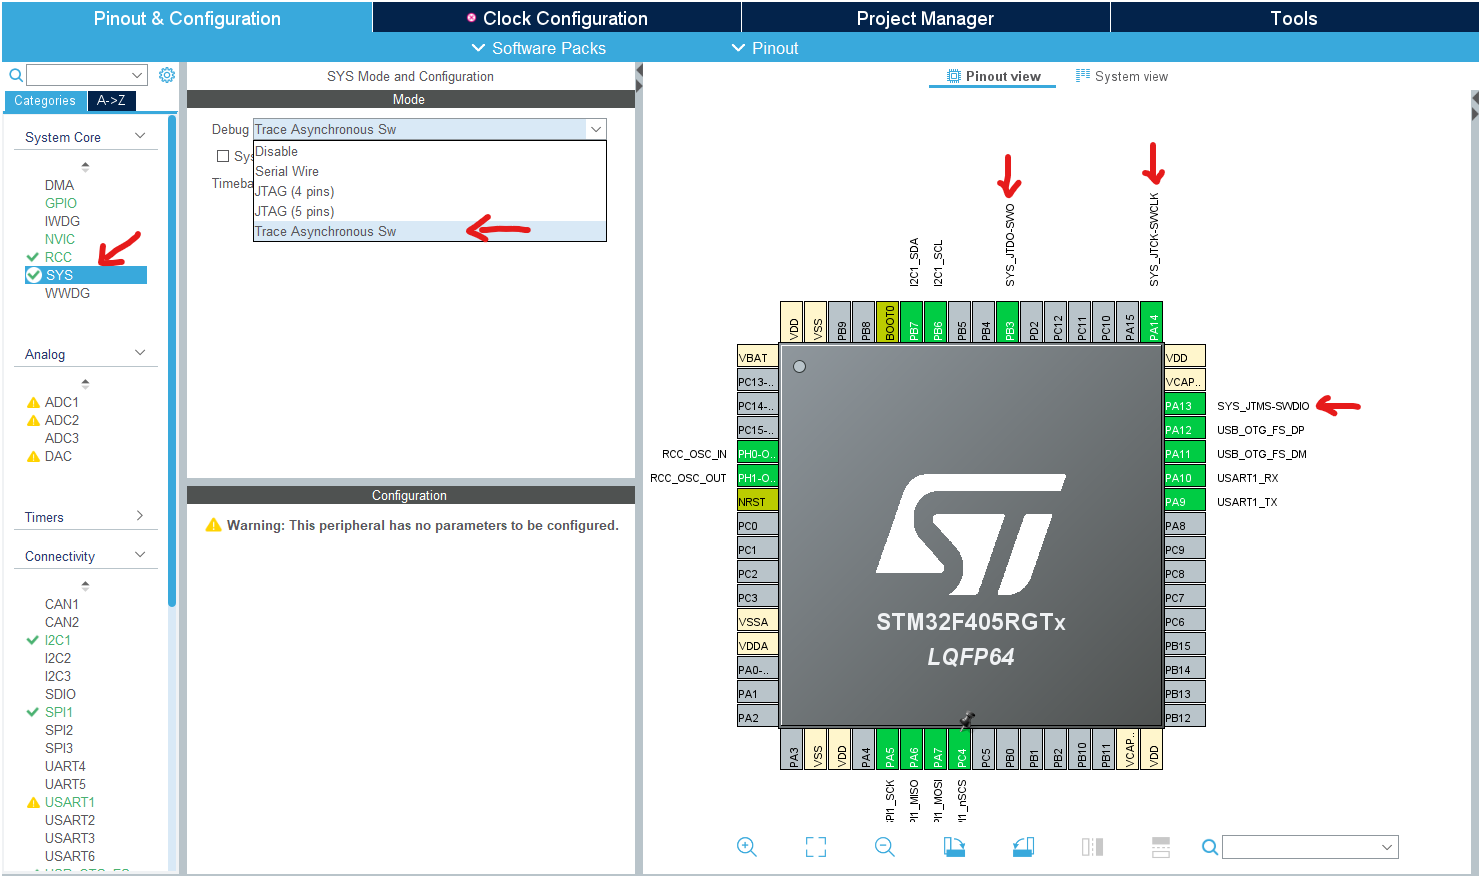 Pinout & Configuration
Clock Configuration
Project Manager
Tools
Software Packs
Pinout
Categories
A->Z
System Core
DMA
GPIO
IWDG
NVIC
RCC
SYS
WWDG
Analog
ADC1
ADC2
ADC3
DAC
Timers
Connectivity
CAN1
CAN2
I2C1
I2C2
I2C3
SDIO
SPI1
SPI2
SPI3
UART4
UART5
USART1
USART2
USART3
USART6
SYS Mode and Configuration
Mode
Debug Trace Asynchronous Sw
Disable
Sys
Serial Wire
Timeba
JTAG (4 pins)
JTAG (5 pins)
Trace Asynchronous Sw
Configuration
Warning: This peripheral has no parameters to be configured.
Pinout view
System view
I2C1_SDA
I2C1_SCL
SYS_JTDO-SWO
SYS_JTCK-SWCLK
VDD
VSS
PB9
PB8
BOOT0
PB7
PB6
PB5
PB4
PB3
PD2
PC12
PC11
PC10
PA15
PA14
VBAT
PC13-..
PC14-..
PC15-..
RCC_OSC_IN PH0-O..
RCC_OSC_OUT PH1-O..
NRST
PC0
PC1
PC2
PC3
VSSA
VDDA
PA0-..
PA1
PA2
STM32F405RGTx
LQFP64
VDD
VCAP..
PA13 SYS_JTMS-SWDIO
PA12 USB_OTG_FS_DP
PA11 USB_OTG_FS_DM
PA10 USART1_RX
PA9 USART1_TX
PA8
PC9
PC8
PC7
PC6
PB15
PB14
PB13
PB12
PA3
VSS
VDD
PA4
PA5
PA6
PA7
PC4
PC5
PB0
PB1
PB2
PB10
PB11
VCAP..
VDD
SPI1_SCK
PI1_MISO
PI1_MOSI
PI1_nSCS